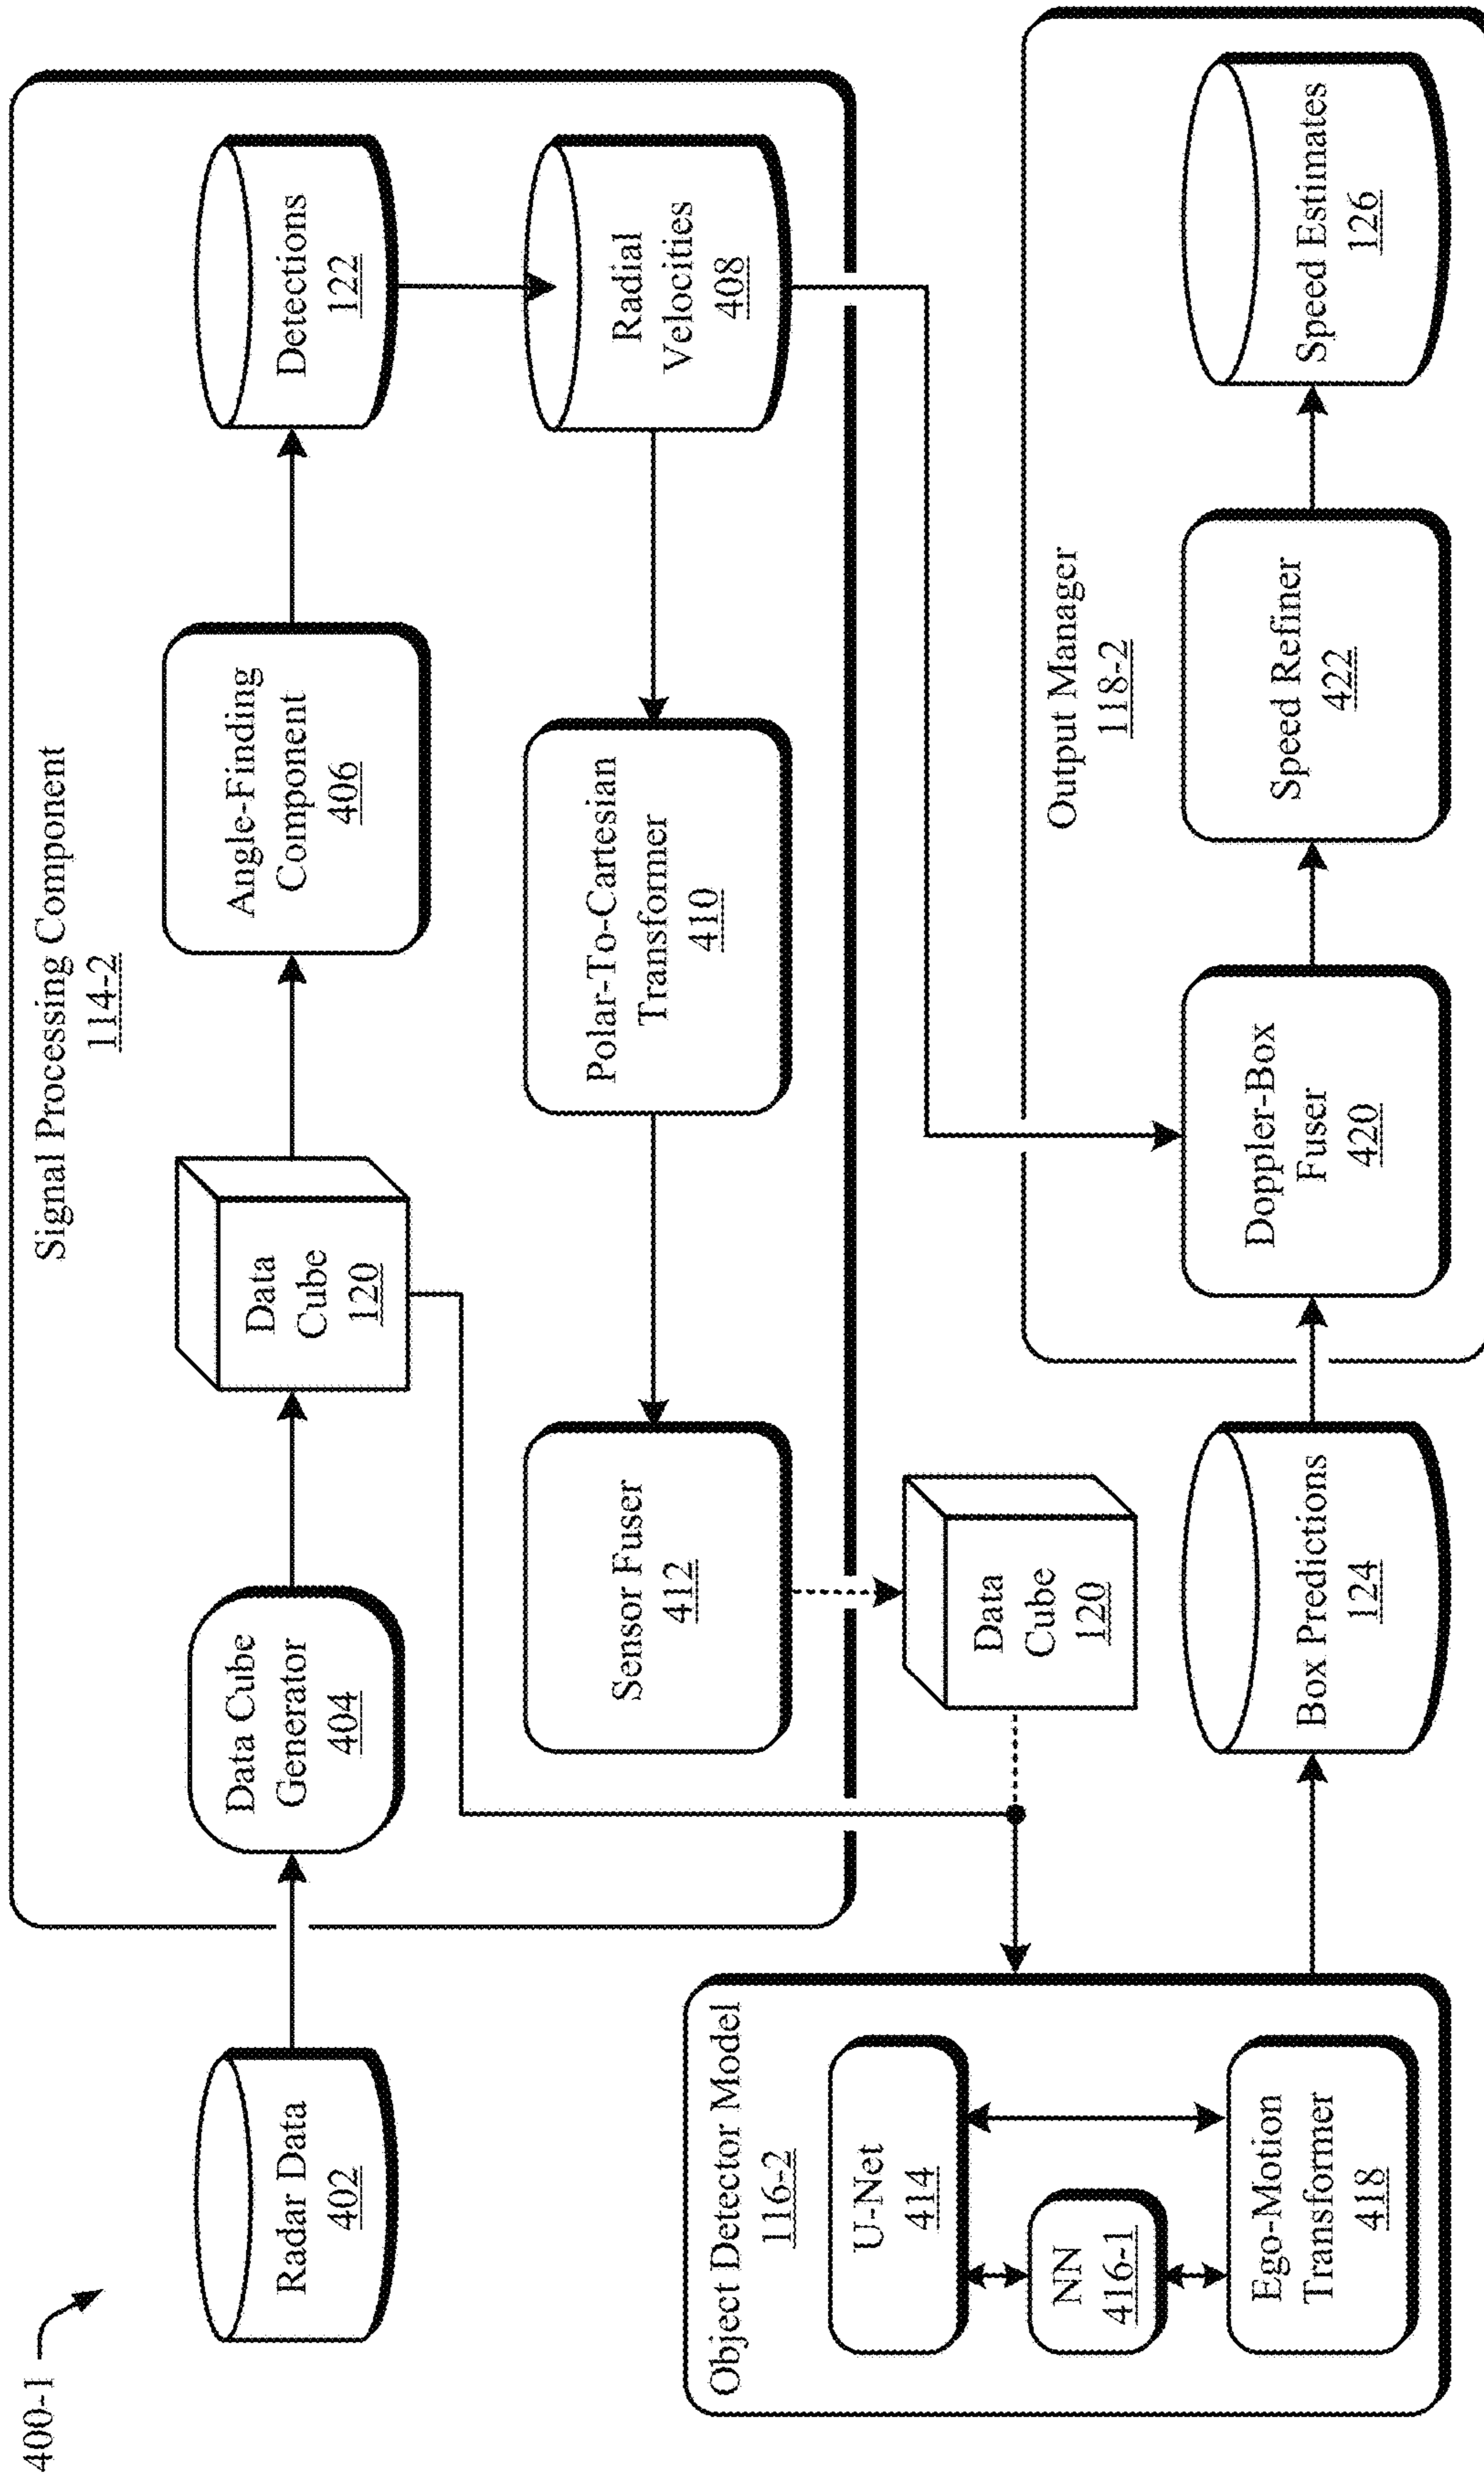 400-1
Signal Processing Component
114-2
Radar Data
402
Data Cube
Generator
404
Data
Cube
120
Angle-Finding
Component
406
Detections
122
Sensor Fuser
412
Polar-To-Cartesian
Transformer
410
Radial
Velocities
408
Data
Cube
120
Object Detector Model
116-2
U-Net
414
NN
416-1
Ego-Motion
Transformer
418
Box Predictions
124
Output Manager
118-2
Doppler-Box
Fuser
420
Speed Refiner
422
Speed Estimates
126